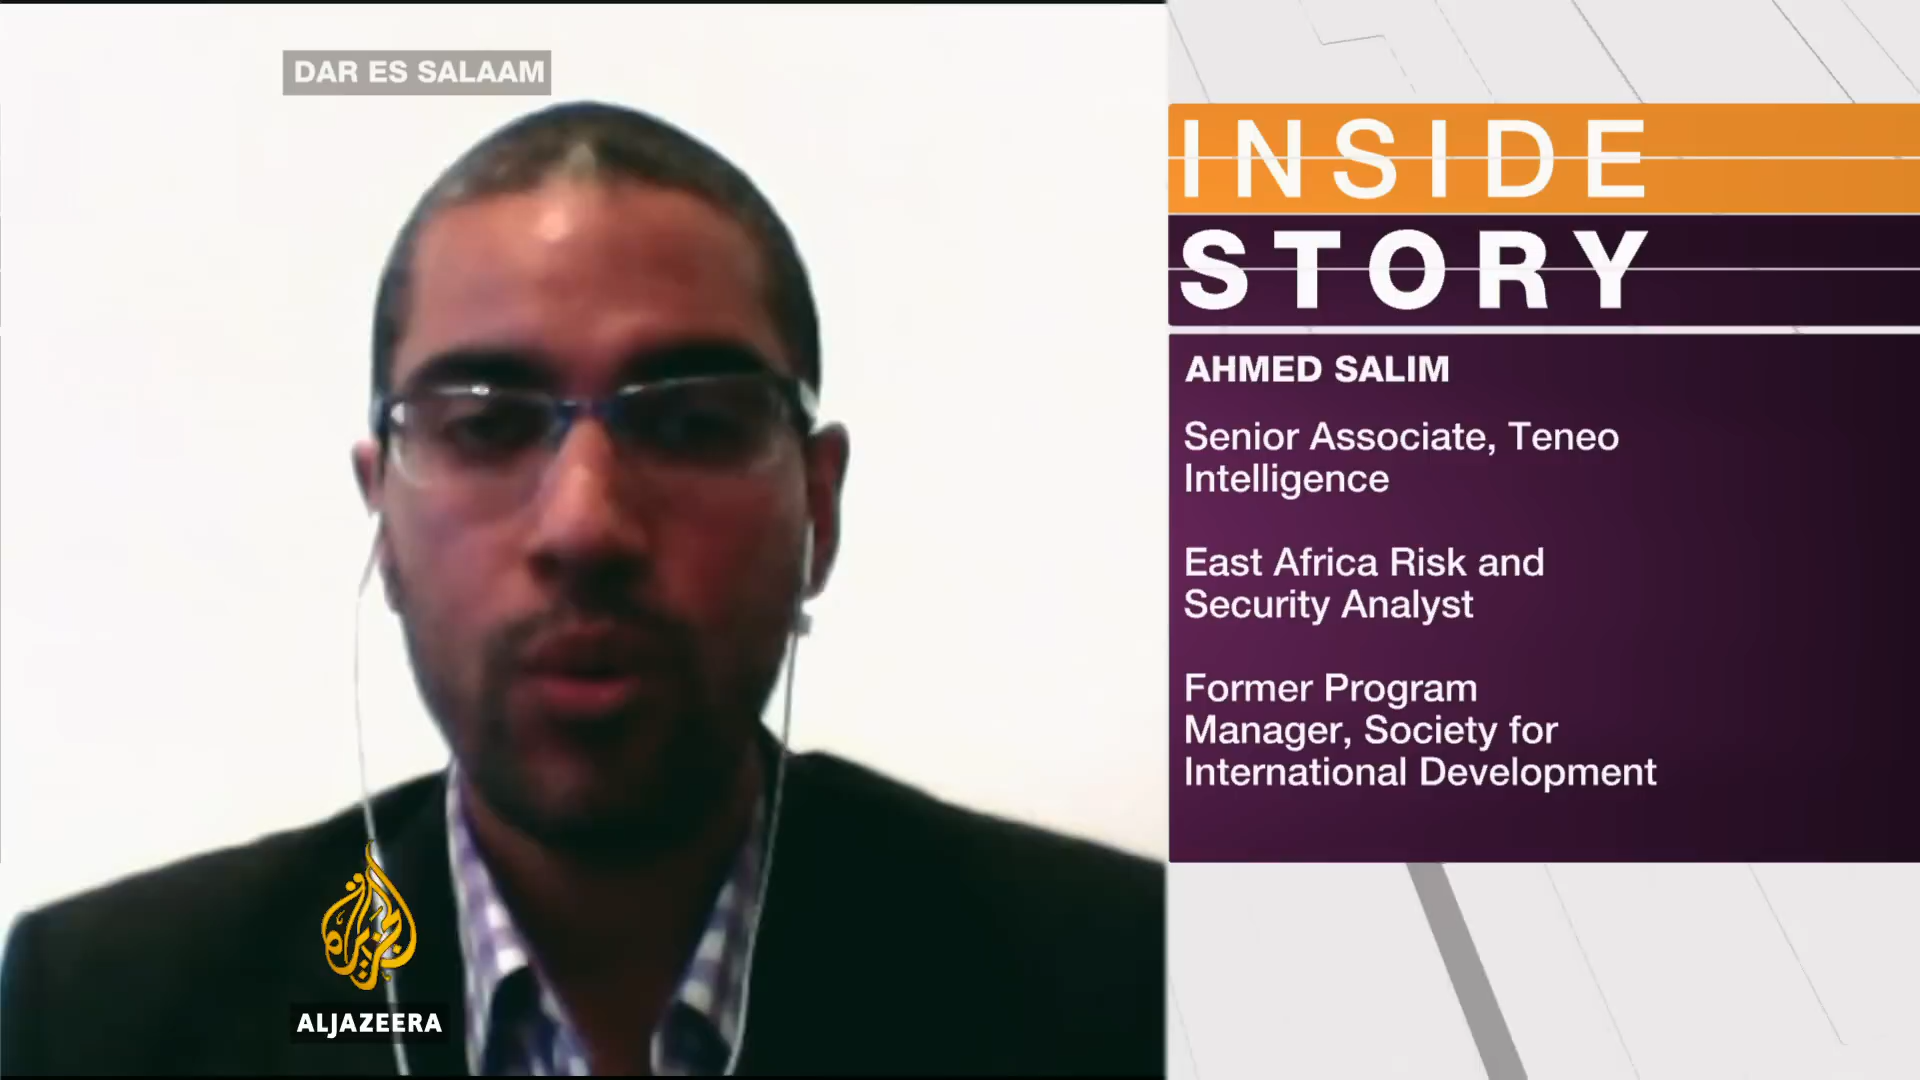 DAR ES SALAAM
INSIDE
STORY
AHMED SALIM
Senior Associate, Teneo
Intelligence
East Africa Risk and
Security Analyst
Former Program
Manager, Society for
International Development
الجزيرة
ALJAZEERA